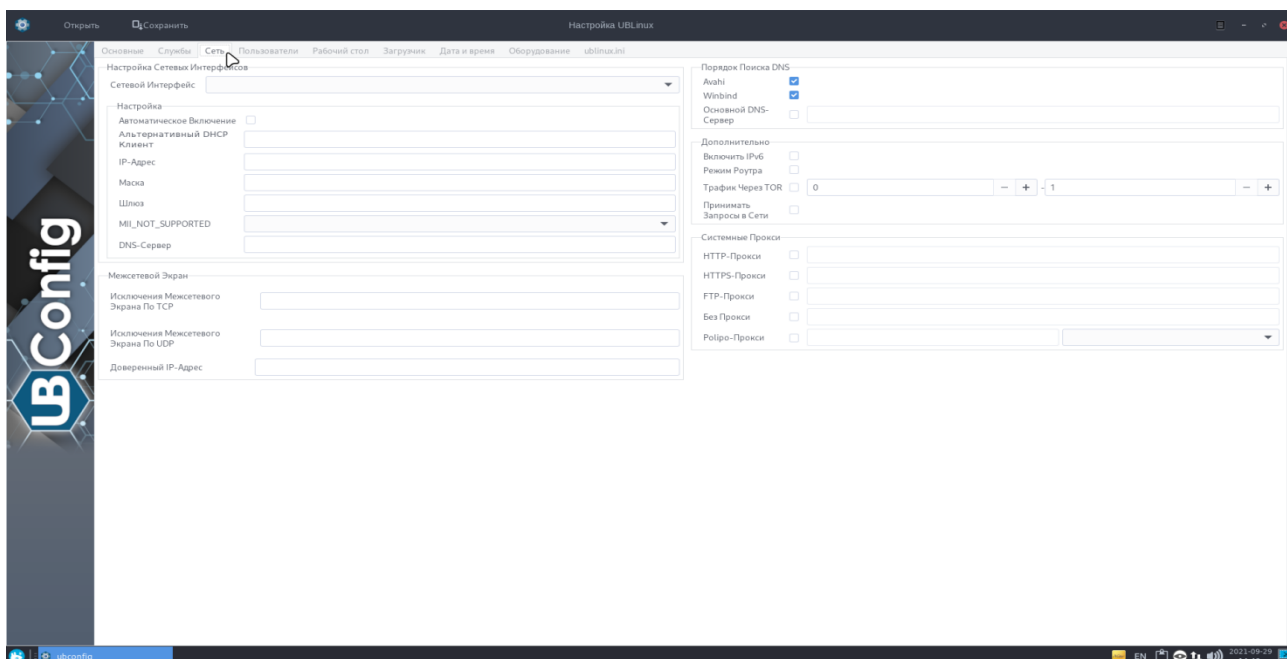 Открыть
Сохранить
Настройка UBLinux
Основные Службы Сеть Пользователи Рабочий стол Загрузчик Дата и время Оборудование ublinux.ini
Настройка Сетевых Интерфейсов
Сетевой Интерфейс
Настройка
Автоматическое Включение
Альтернативный DHCP
Клиент
IP-Адрес
Маска
Шлюз
MII_NOT_SUPPORTED
DNS-Сервер
Межсетевой Экран
Исключения Межсетевого
Экрана По TCP
Исключения Межсетевого
Экрана По UDP
Доверенный IP-Адрес
Порядок Поиска DNS
Avahi
Winbind
Основной DNS-
Сервер
Дополнительно
Включить IPv6
Режим Роутра
Трафик Через TOR 0 − + - 1 − +
Принимать
Запросы в Сети
Системные Прокси
HTTP-Прокси
HTTPS-Прокси
FTP-Прокси
Без Прокси
Polipo-Прокси
UBConfig
ubconfig
EN
2021-09-29